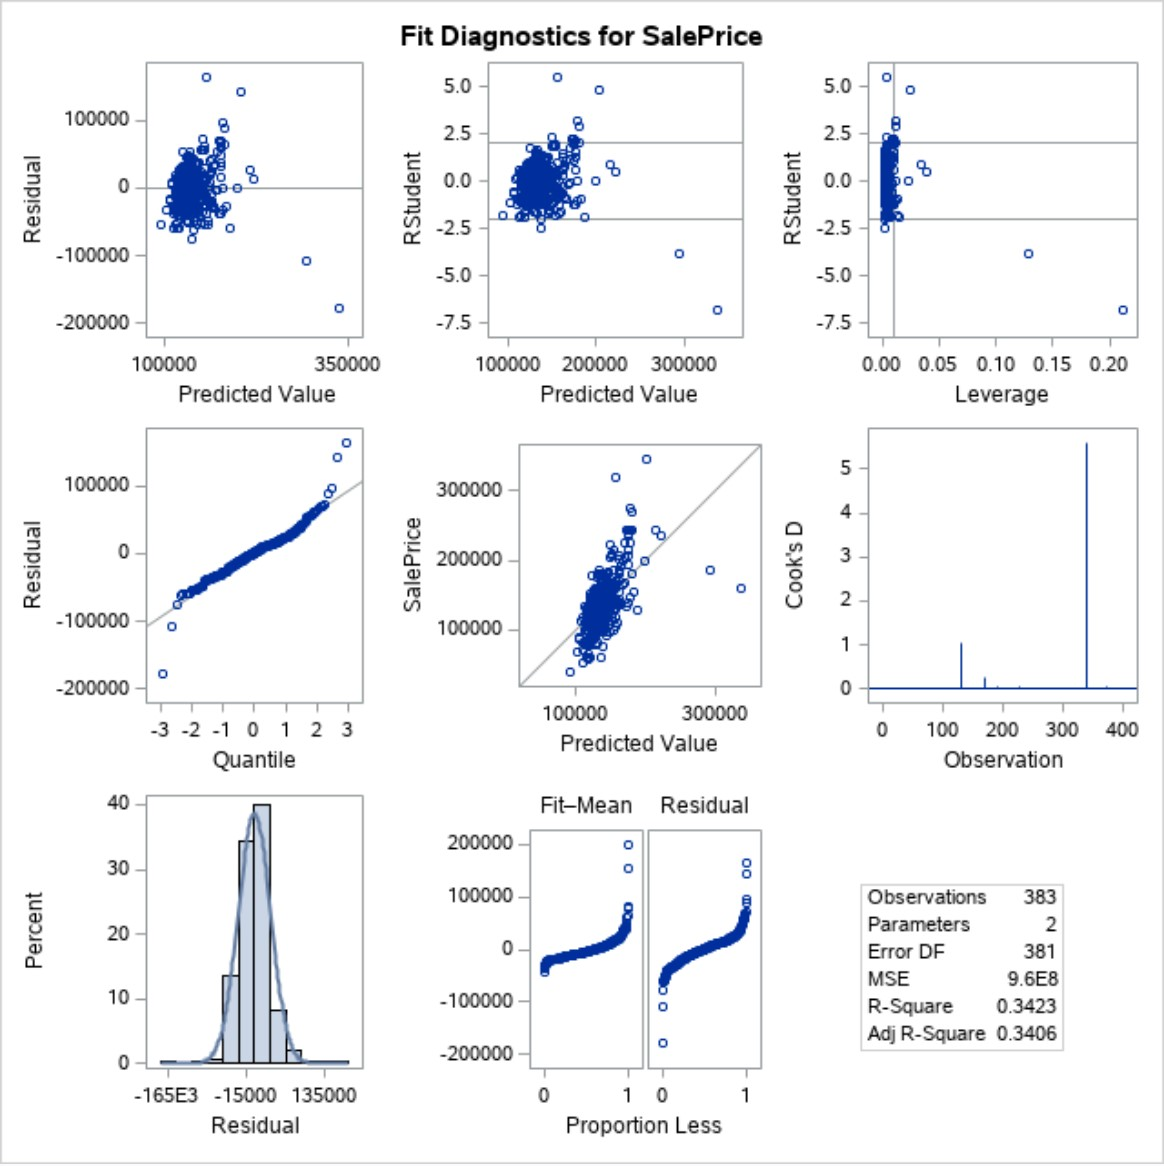 Fit Diagnostics for SalePrice
Residual
100000
0
-100000
-200000
100000 350000
Predicted Value
RStudent
5.0
2.5
0.0
-2.5
-5.0
-7.5
100000 200000 300000
Predicted Value
RStudent
5.0
2.5
0.0
-2.5
-5.0
-7.5
0.00 0.05 0.10 0.15 0.20
Leverage
Residual
100000
0
-100000
-200000
-3 -2 -1 0 1 2 3
Quantile
SalePrice
300000
200000
100000
100000 300000
Predicted Value
Cook's D
5
4
3
2
1
0
0 100 200 300 400
Observation
Percent
40
30
20
10
0
-165E3 -15000 135000
Residual
Fit–Mean Residual
200000
100000
0
-100000
-200000
0 1 0 1
Proportion Less
Observations 383
Parameters 2
Error DF 381
MSE 9.6E8
R-Square 0.3423
Adj R-Square 0.3406